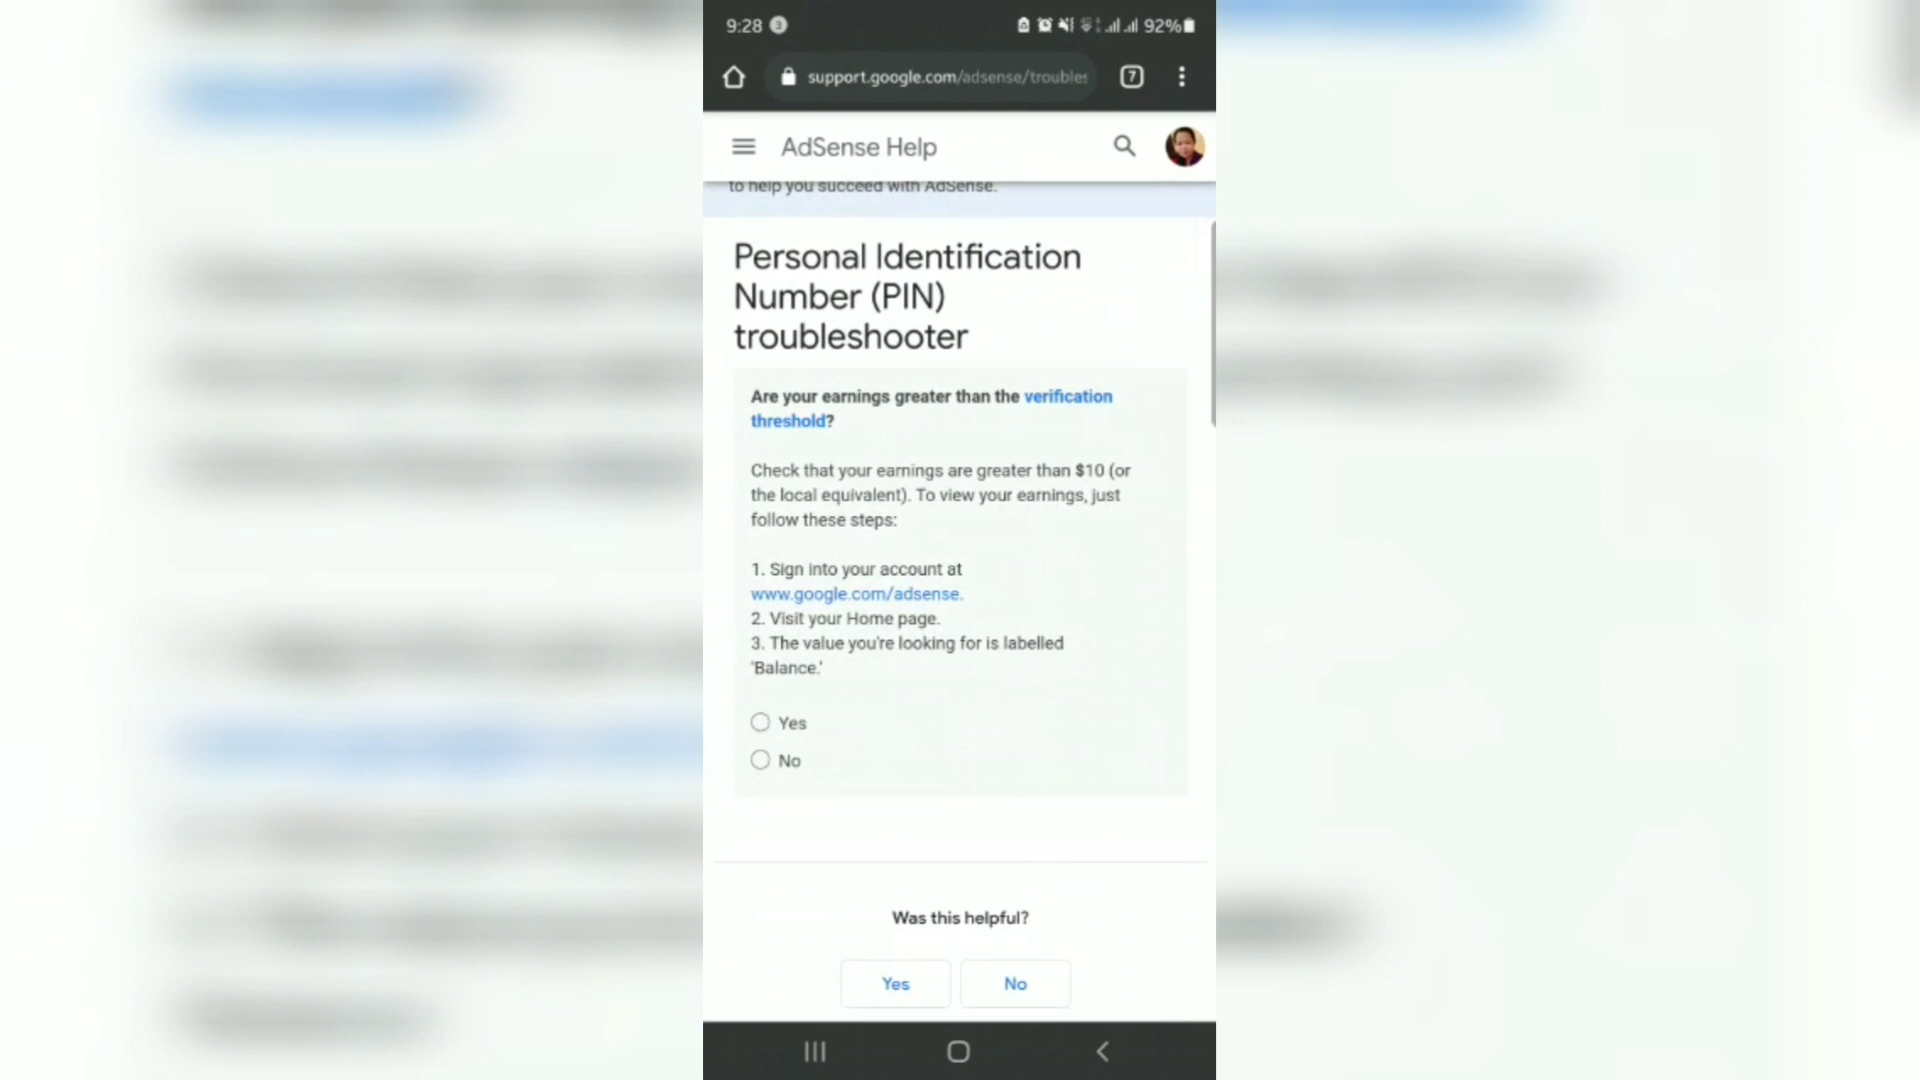 9:28 3 92%
support.google.com/adsense/troubles 7
AdSense Help
to help you succeed with AdSense.
Personal Identification
Number (PIN)
troubleshooter
Are your earnings greater than the verification
threshold?
Check that your earnings are greater than $10 (or
the local equivalent). To view your earnings, just
follow these steps:
1. Sign into your account at
www.google.com/adsense.
2. Visit your Home page.
3. The value you're looking for is labelled
'Balance.'
Yes
No
Was this helpful?
Yes No